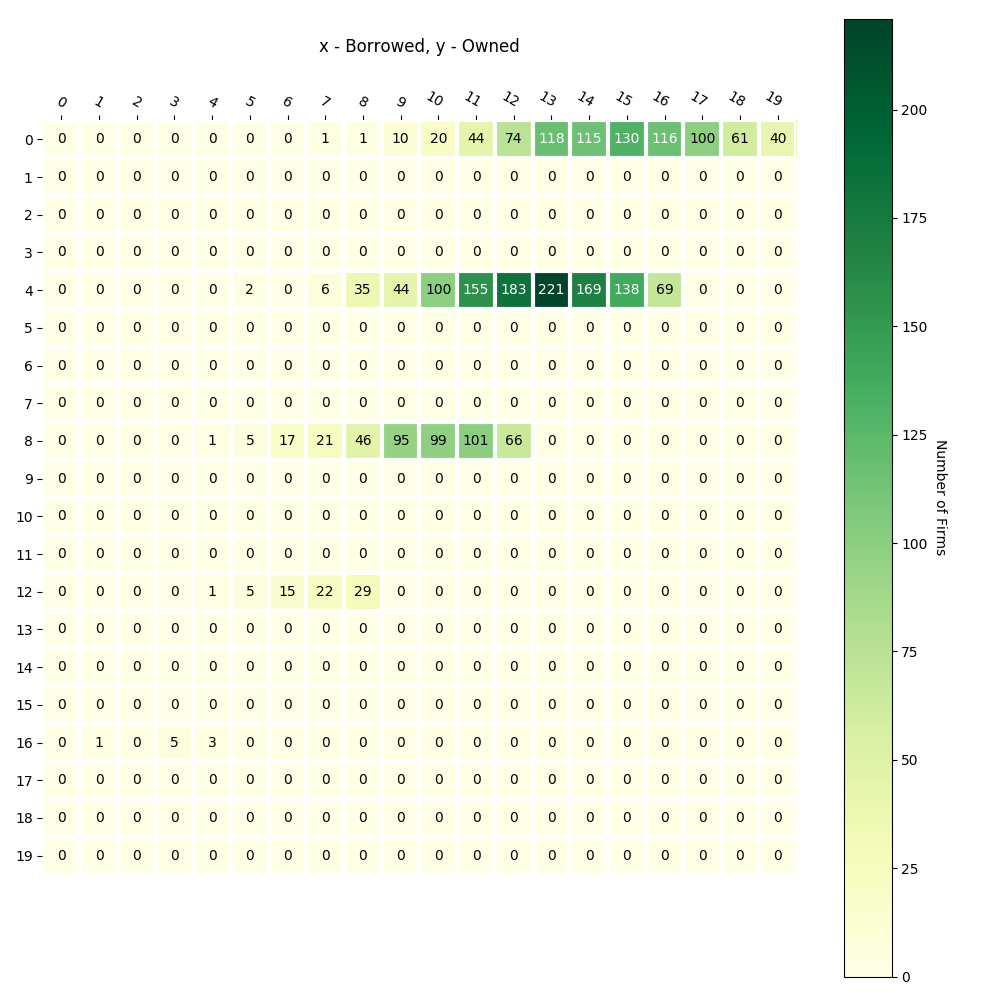 x - Borrowed, y - Owned
0 1 2 3 4 5 6 7 8 9 10 11 12 13 14 15 16 17 18 19
0 0 0 0 0 0 0 0 1 1 10 20 44 74 118 115 130 116 100 61 40
1 0 0 0 0 0 0 0 0 0 0 0 0 0 0 0 0 0 0 0 0
2 0 0 0 0 0 0 0 0 0 0 0 0 0 0 0 0 0 0 0 0
3 0 0 0 0 0 0 0 0 0 0 0 0 0 0 0 0 0 0 0 0
4 0 0 0 0 0 2 0 6 35 44 100 155 183 221 169 138 69 0 0 0
5 0 0 0 0 0 0 0 0 0 0 0 0 0 0 0 0 0 0 0 0
6 0 0 0 0 0 0 0 0 0 0 0 0 0 0 0 0 0 0 0 0
7 0 0 0 0 0 0 0 0 0 0 0 0 0 0 0 0 0 0 0 0
8 0 0 0 0 1 5 17 21 46 95 99 101 66 0 0 0 0 0 0 0
9 0 0 0 0 0 0 0 0 0 0 0 0 0 0 0 0 0 0 0 0
10 0 0 0 0 0 0 0 0 0 0 0 0 0 0 0 0 0 0 0 0
11 0 0 0 0 0 0 0 0 0 0 0 0 0 0 0 0 0 0 0 0
12 0 0 0 0 1 5 15 22 29 0 0 0 0 0 0 0 0 0 0 0
13 0 0 0 0 0 0 0 0 0 0 0 0 0 0 0 0 0 0 0 0
14 0 0 0 0 0 0 0 0 0 0 0 0 0 0 0 0 0 0 0 0
15 0 0 0 0 0 0 0 0 0 0 0 0 0 0 0 0 0 0 0 0
16 0 1 0 5 3 0 0 0 0 0 0 0 0 0 0 0 0 0 0 0
17 0 0 0 0 0 0 0 0 0 0 0 0 0 0 0 0 0 0 0 0
18 0 0 0 0 0 0 0 0 0 0 0 0 0 0 0 0 0 0 0 0
19 0 0 0 0 0 0 0 0 0 0 0 0 0 0 0 0 0 0 0 0
200
175
150
125
100
75
50
25
0
Number of Firms